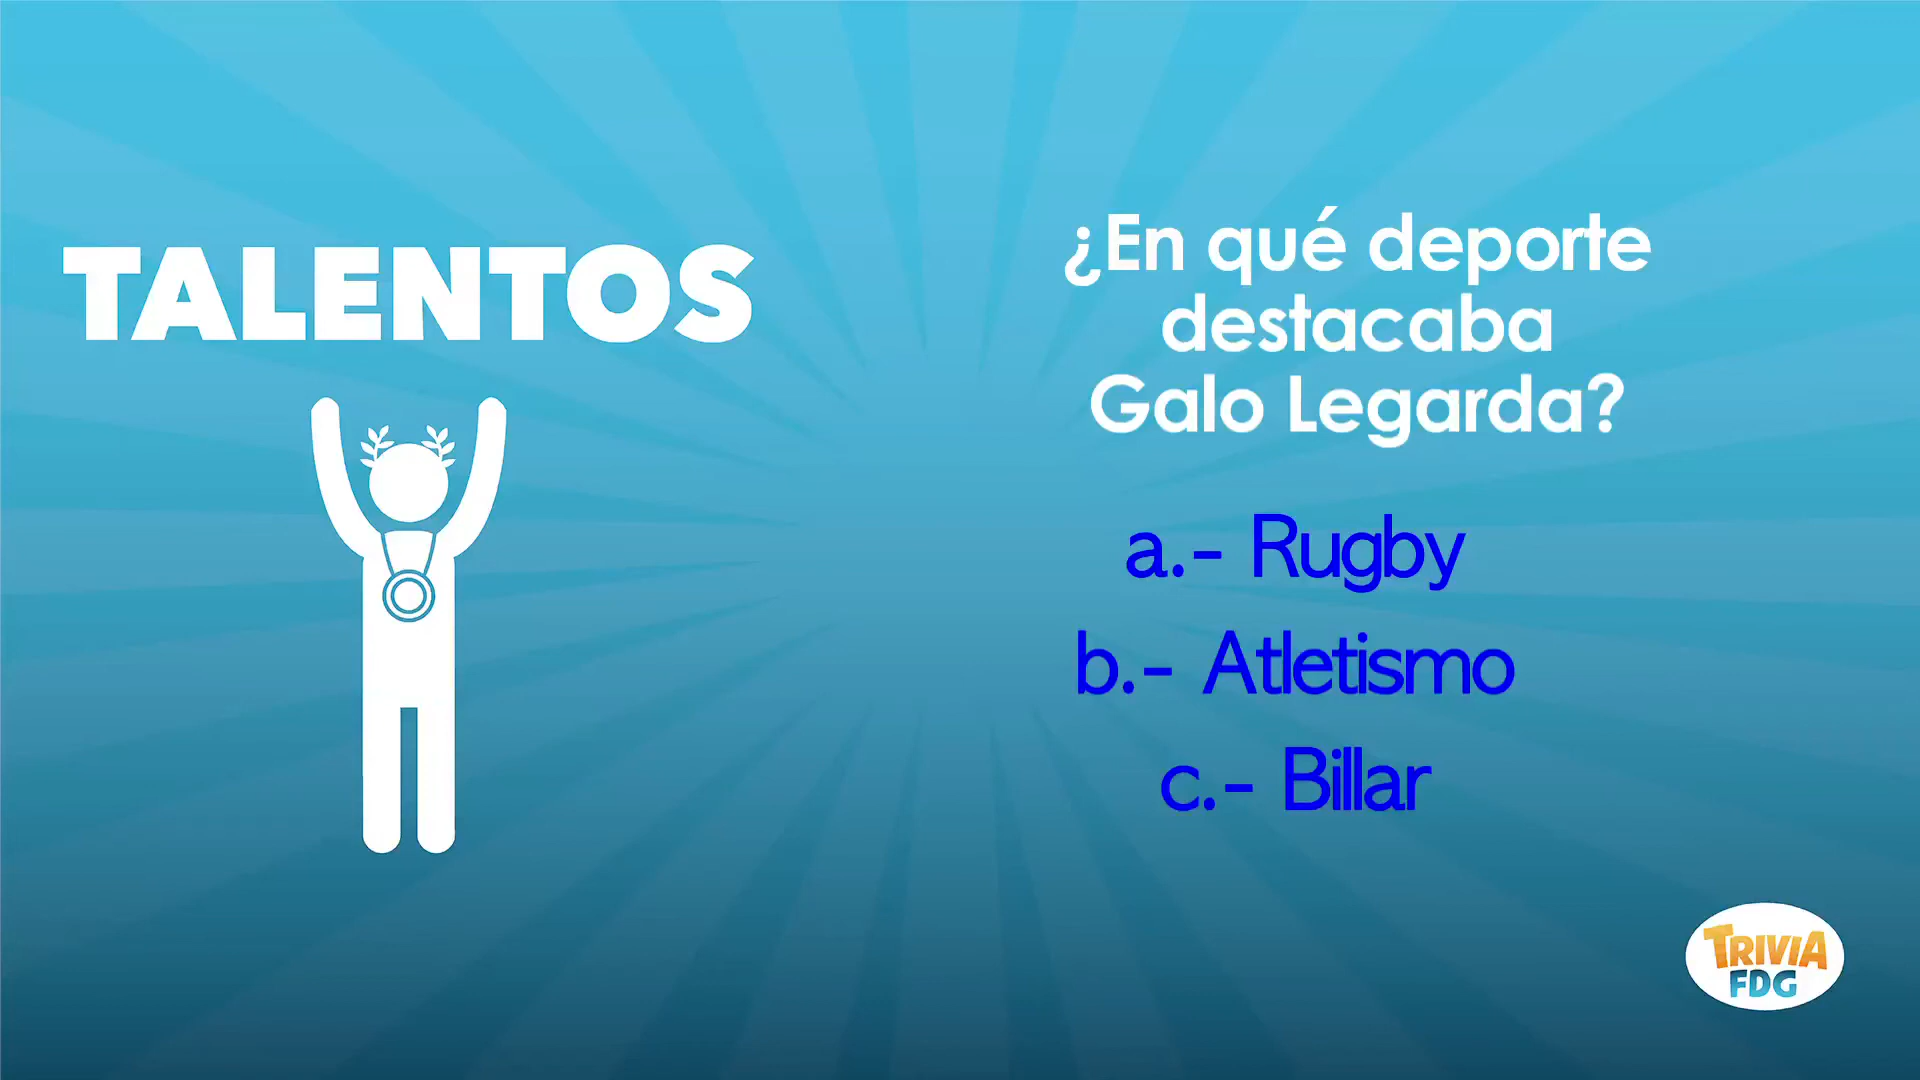 TALENTOS
¿En qué deporte
destacaba
Galo Legarda?
a.- Rugby
b.- Atletismo
c.- Billar
TRIVIA
FDG